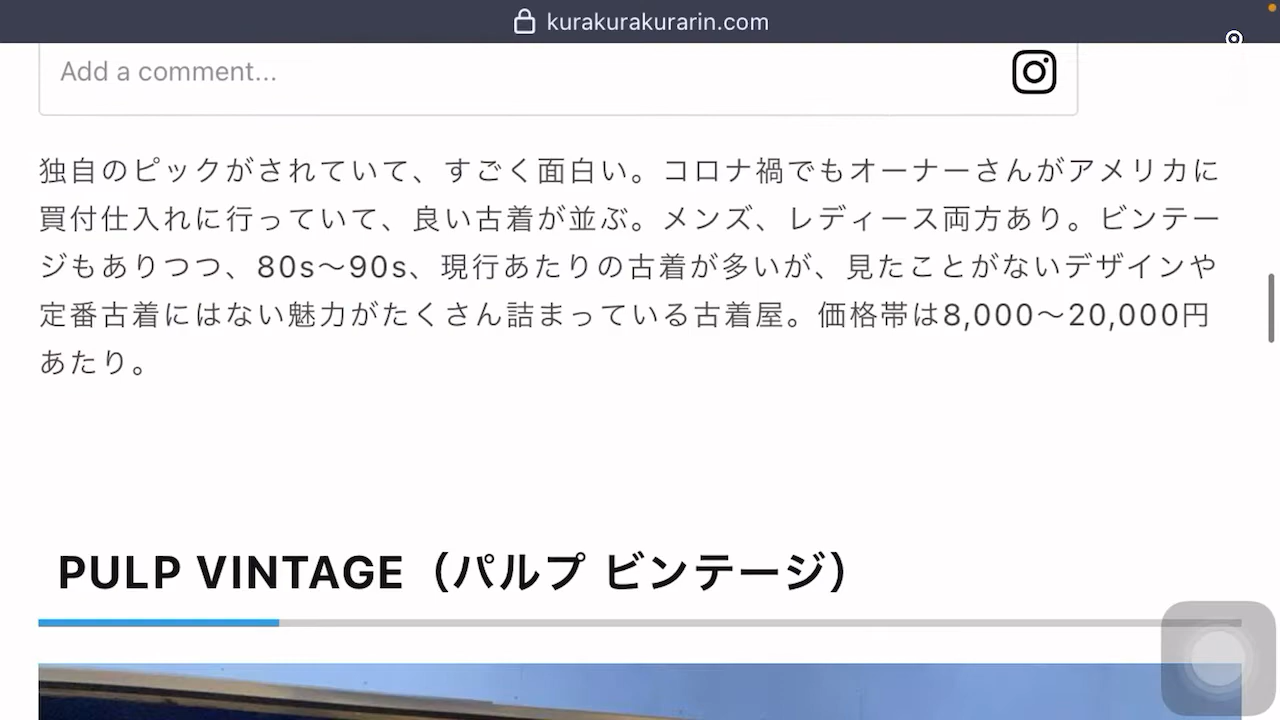 kurakurakurarin.com
Add a comment...
独自のピックがされていて、すごく面白い。コロナ禍でもオーナーさんがアメリカに
買付仕入れに行っていて、良い古着が並ぶ。メンズ、レディース両方あり。ビンテー
ジもありつつ、80s〜90s、現行あたりの古着が多いが、見たことがないデザインや
定番古着にはない魅力がたくさん詰まっている古着屋。価格帯は8,000〜20,000円
あたり。
PULP VINTAGE（パルプ ビンテージ）